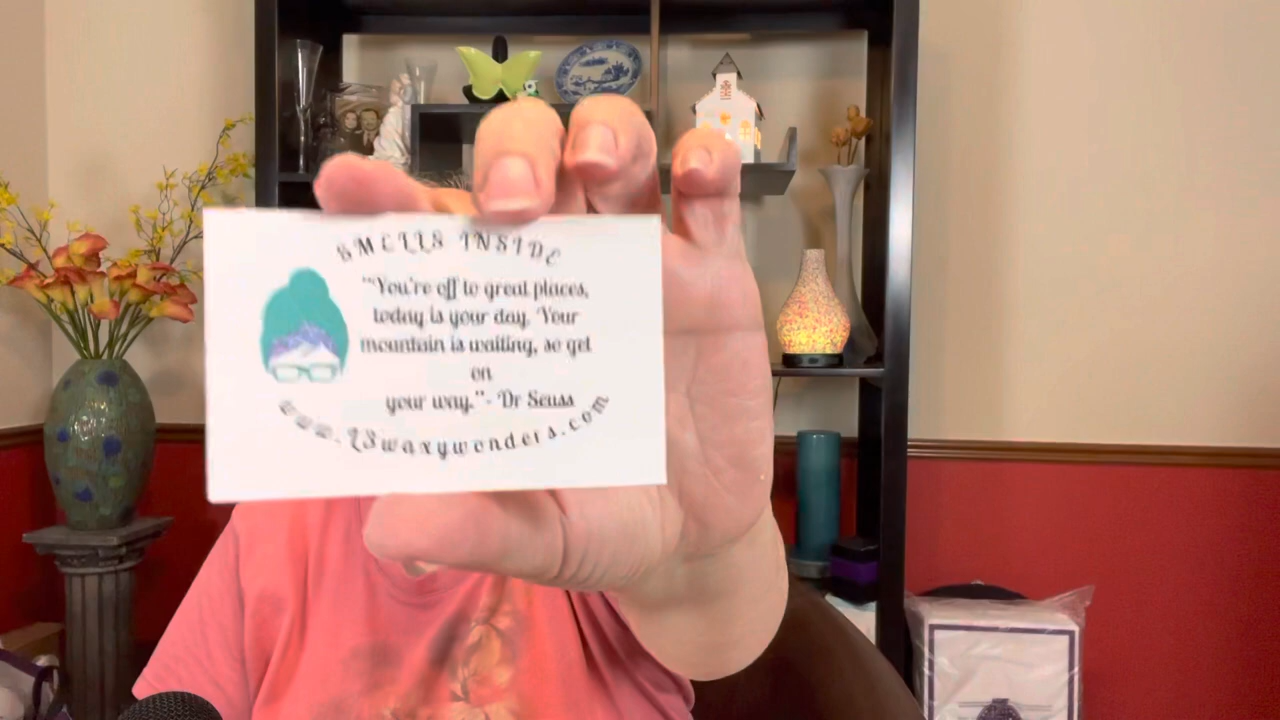 SMELLS INSIDE
"You're off to great places,
today is your day. Your
mountain is waiting, so get
on
your way."- Dr Seuss
www.LSwaxywonders.com